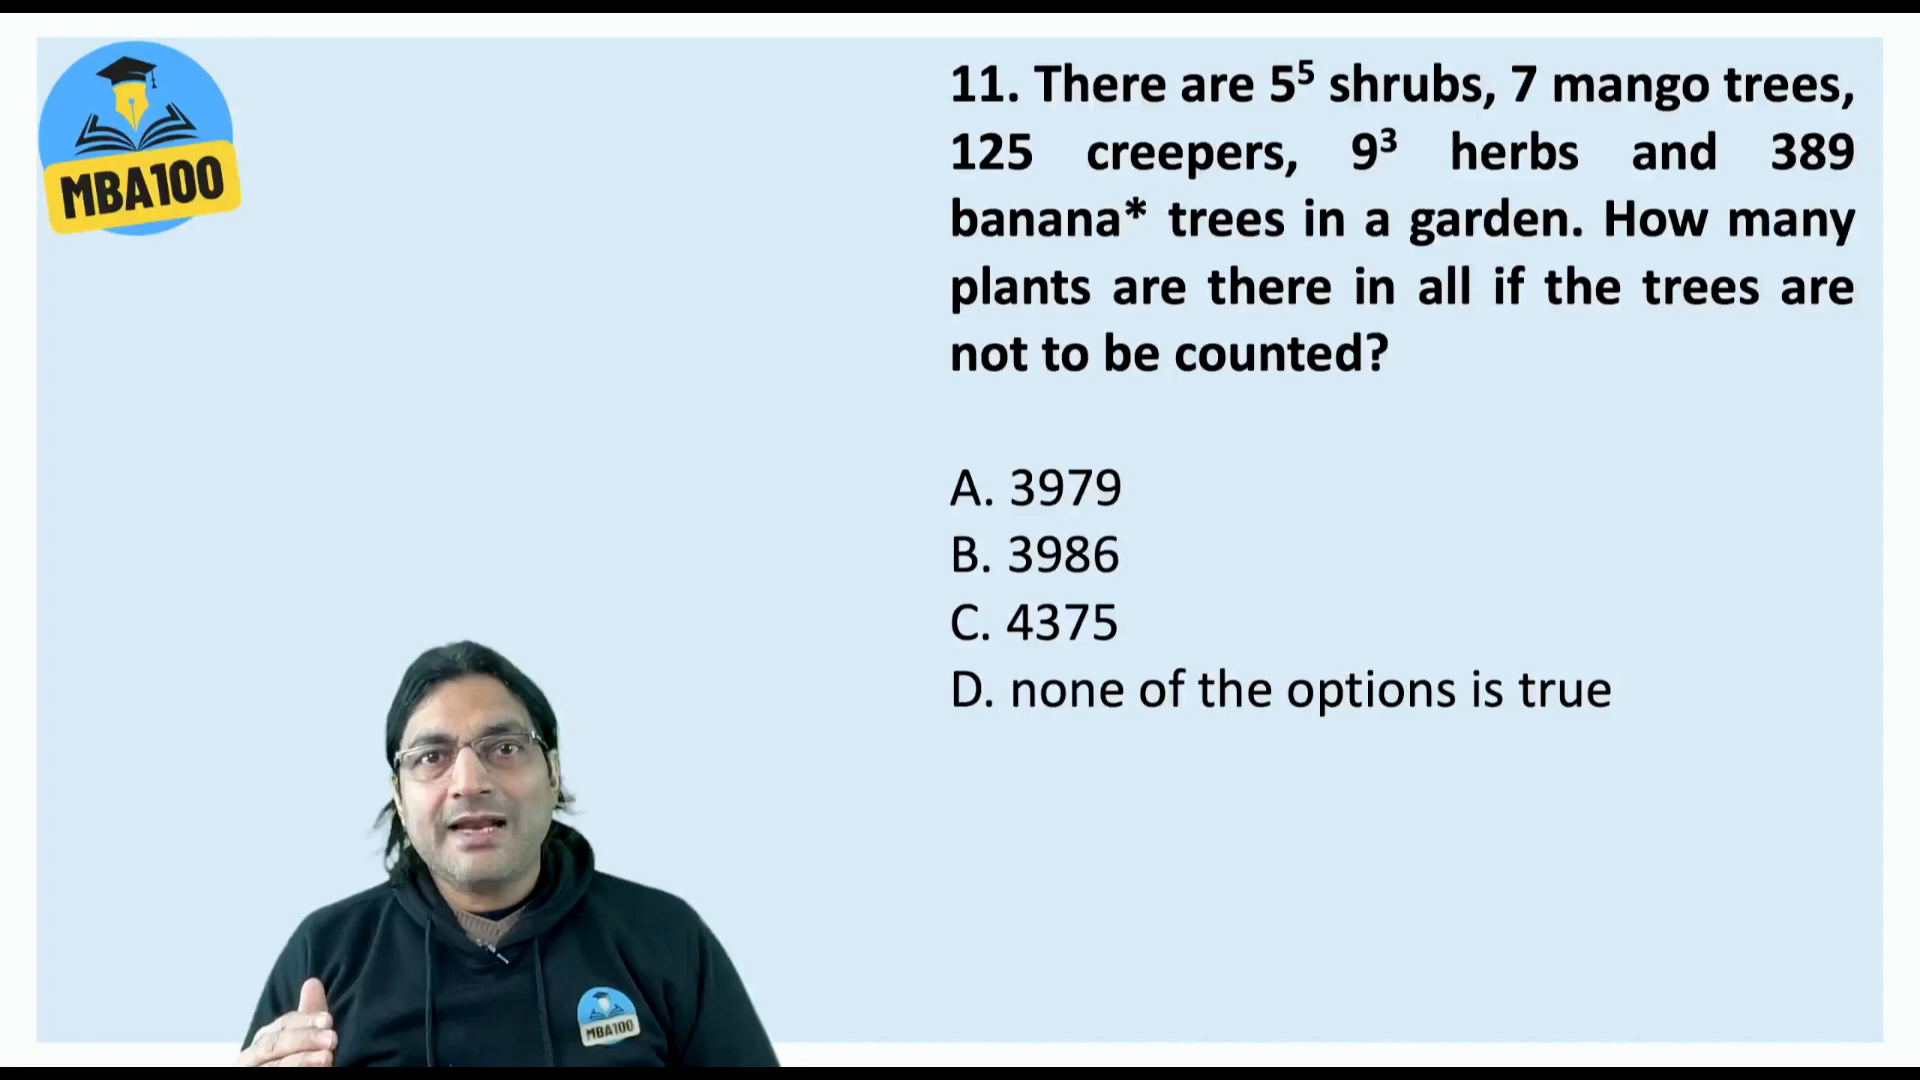 MBA100
11. There are 5⁵ shrubs, 7 mango trees,
125 creepers, 9³ herbs and 389
banana* trees in a garden. How many
plants are there in all if the trees are
not to be counted?
A. 3979
B. 3986
C. 4375
D. none of the options is true
MBA100